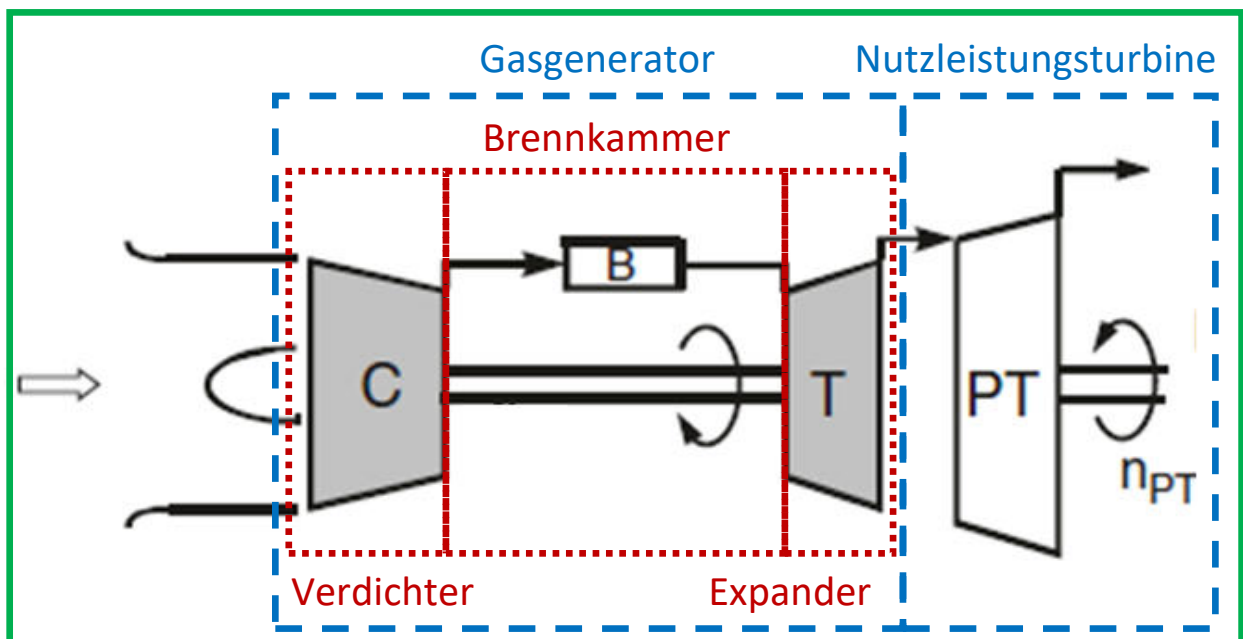 Gasgenerator
Nutzleistungsturbine
Brennkammer
B
C
T
PT
nPT
Verdichter
Expander